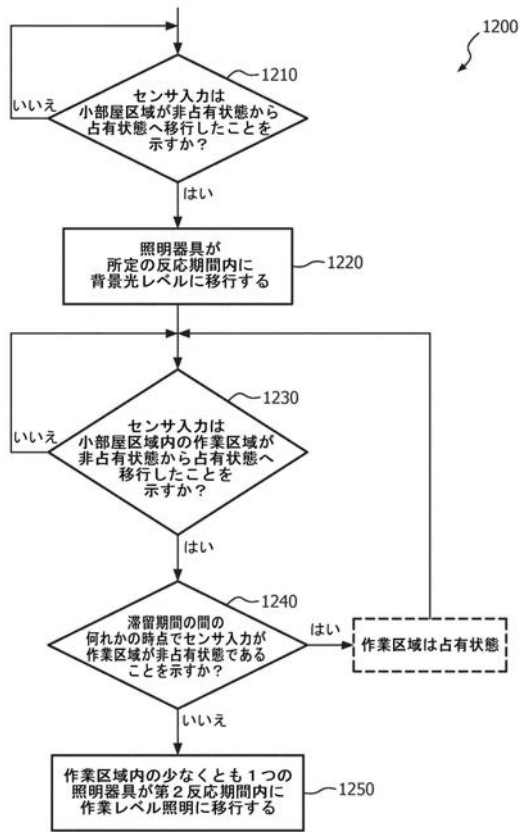 1200
1210
センサ入力は
小部屋区域が非占有状態から
占有状態へ移行したことを
示すか？
いいえ
はい
照明器具が
所定の反応期間内に
背景光レベルに移行する
1220
1230
センサ入力は
小部屋区域内の作業区域が
非占有状態から占有状態へ
移行したことを
示すか？
いいえ
はい
1240
滞留期間の間の
何れかの時点でセンサ入力が
作業区域が非占有状態である
ことを示すか？
はい
作業区域は占有状態
いいえ
作業区域内の少なくとも１つの
照明器具が第２反応期間内に
作業レベル照明に移行する
1250